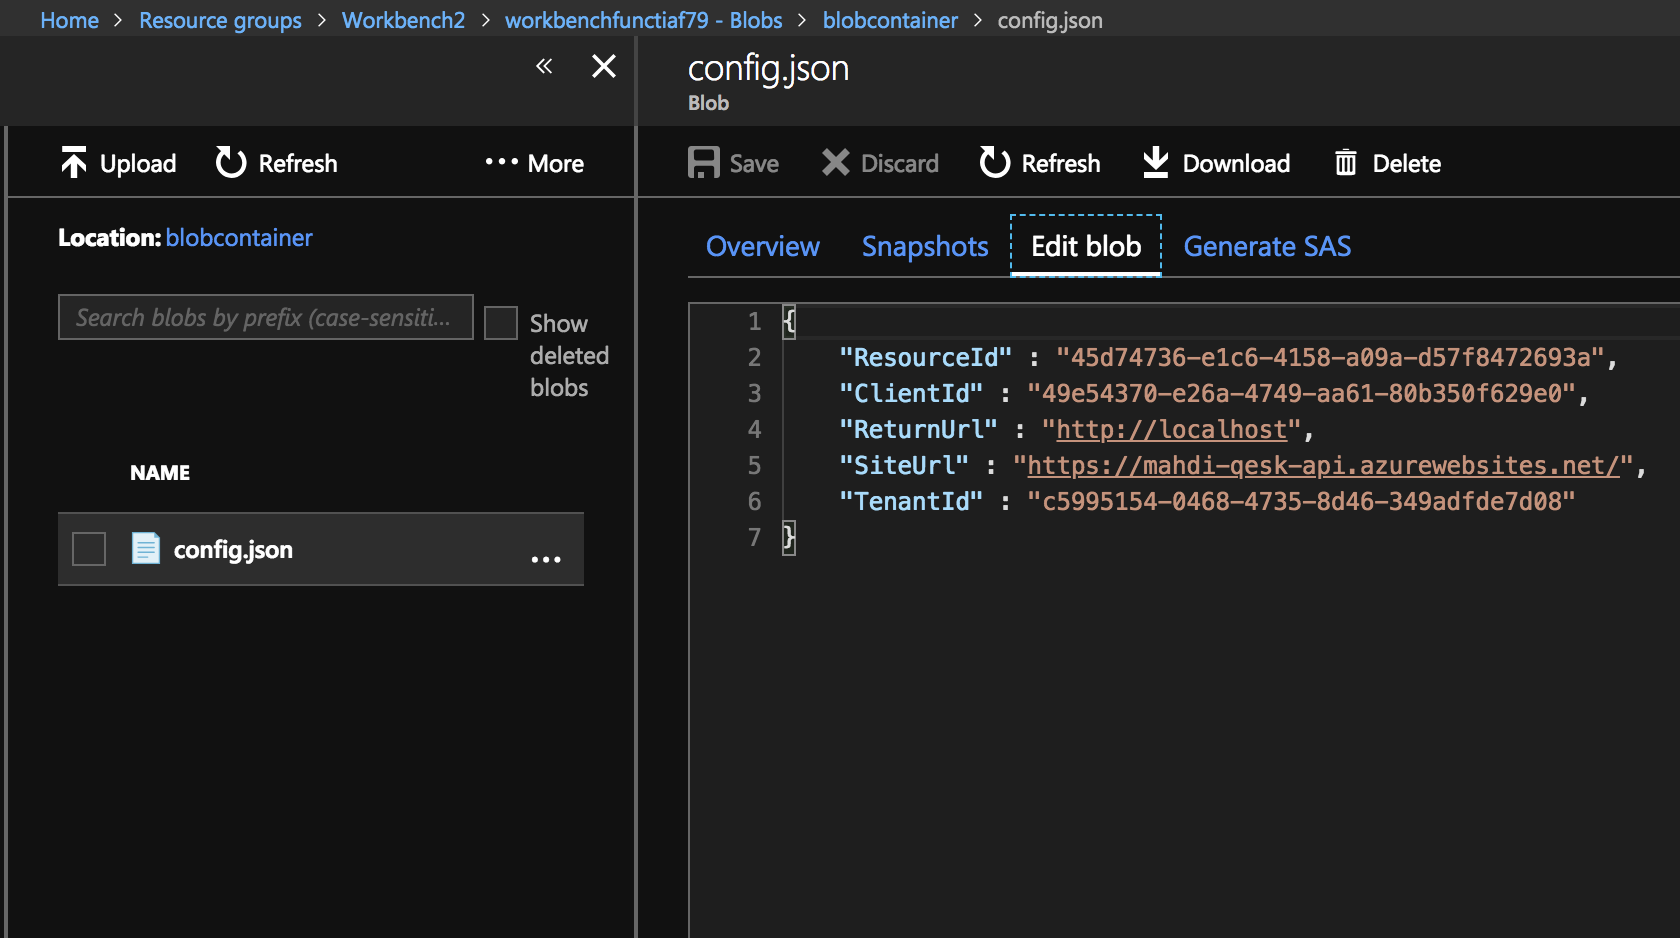 Home > Resource groups > Workbench2 > workbenchfunctiaf79 - Blobs > blobcontainer > config.json
config.json
Blob
Upload Refresh ... More
Save Discard Refresh Download Delete
Location: blobcontainer
Search blobs by prefix (case-sensiti...
Show
deleted
blobs
NAME
config.json ...
Overview Snapshots Edit blob Generate SAS
1 {
2 "ResourceId" : "45d74736-e1c6-4158-a09a-d57f8472693a",
3 "ClientId" : "49e54370-e26a-4749-aa61-80b350f629e0",
4 "ReturnUrl" : "http://localhost",
5 "SiteUrl" : "https://mahdi-qesk-api.azurewebsites.net/",
6 "TenantId" : "c5995154-0468-4735-8d46-349adfde7d08"
7 }